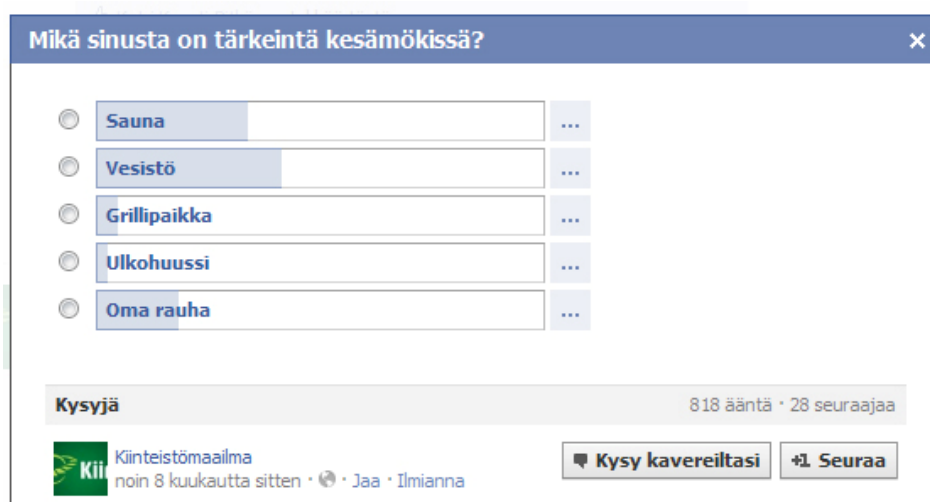 Mikä sinusta on tärkeintä kesämökissä? ×
Sauna ...
Vesistö ...
Grillipaikka ...
Ulkohuussi ...
Oma rauha ...
Kysyjä 818 ääntä · 28 seuraajaa
Kii Kiinteistömaailma Kysy kavereiltasi +1 Seuraa
noin 8 kuukautta sitten · · Jaa · Ilmianna